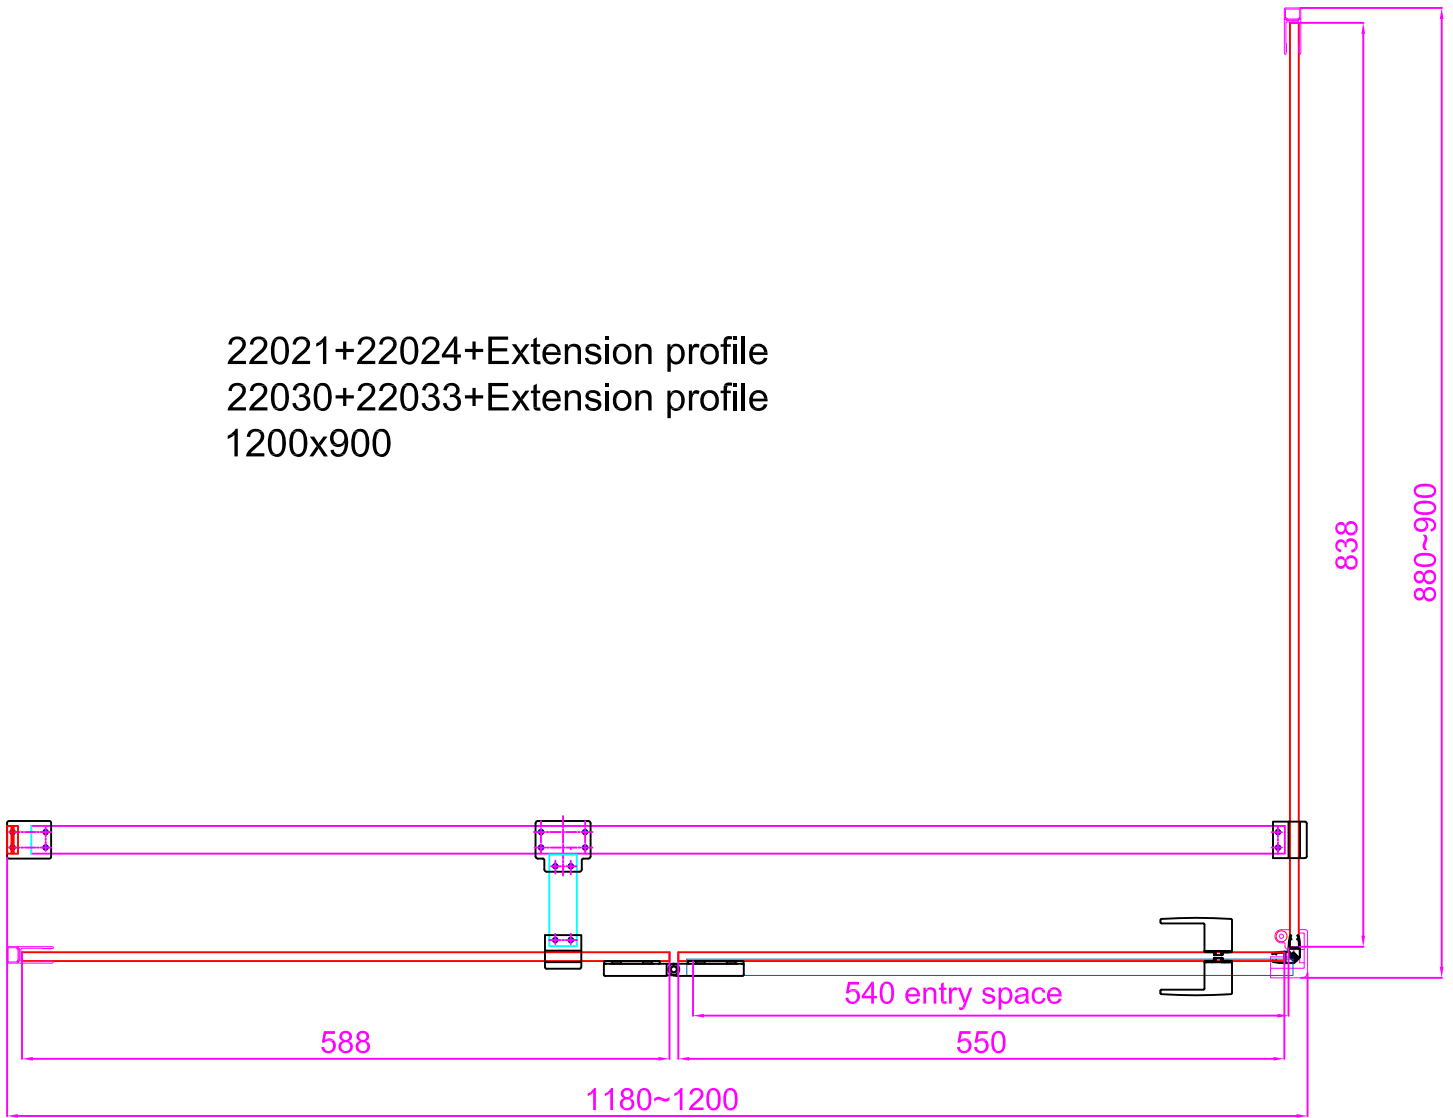 22021+22024+Extension profile
22030+22033+Extension profile
1200x900
838
880~900
540 entry space
588
550
1180~1200